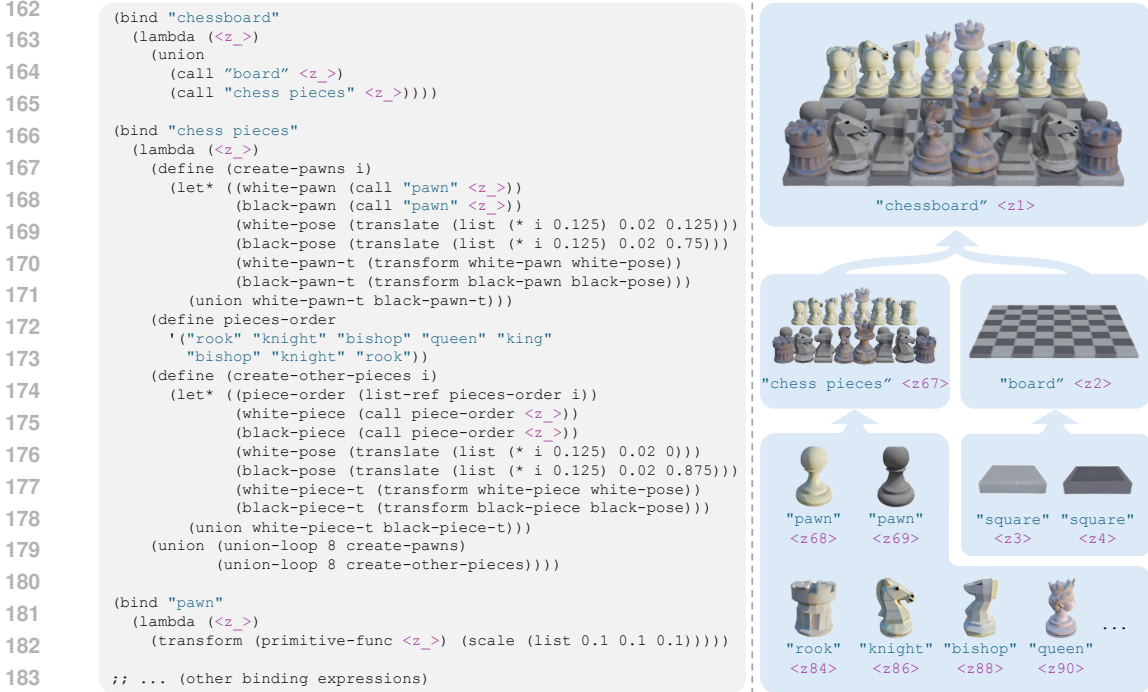 162
163
164
165
166
167
168
169
170
171
172
173
174
175
176
177
178
179
180
181
182
183
(bind "chessboard"
  (lambda (<z_>)
    (union
      (call "board" <z_>)
      (call "chess pieces" <z_>))))
(bind "chess pieces"
  (lambda (<z_>)
    (define (create-pawns i)
      (let* ((white-pawn (call "pawn" <z_>))
             (black-pawn (call "pawn" <z_>))
             (white-pose (translate (list (* i 0.125) 0.02 0.125)))
             (black-pose (translate (list (* i 0.125) 0.02 0.75)))
             (white-pawn-t (transform white-pawn white-pose))
             (black-pawn-t (transform black-pawn black-pose)))
        (union white-pawn-t black-pawn-t)))
    (define pieces-order
      '("rook" "knight" "bishop" "queen" "king"
        "bishop" "knight" "rook"))
    (define (create-other-pieces i)
      (let* ((piece-order (list-ref pieces-order i))
             (white-piece (call piece-order <z_>))
             (black-piece (call piece-order <z_>))
             (white-pose (translate (list (* i 0.125) 0.02 0)))
             (black-pose (translate (list (* i 0.125) 0.02 0.875)))
             (white-piece-t (transform white-piece white-pose))
             (black-piece-t (transform black-piece black-pose)))
        (union white-piece-t black-piece-t)))
    (union (union-loop 8 create-pawns)
           (union-loop 8 create-other-pieces))))
(bind "pawn"
  (lambda (<z_>)
    (transform (primitive-func <z_>) (scale (list 0.1 0.1 0.1)))))
;; ... (other binding expressions)
"chessboard" <z1>
"chess pieces" <z67>
"board" <z2>
"pawn" "pawn"
<z68> <z69>
"square" "square"
<z3> <z4>
...
"rook" "knight" "bishop" "queen"
<z84> <z86> <z88> <z90>